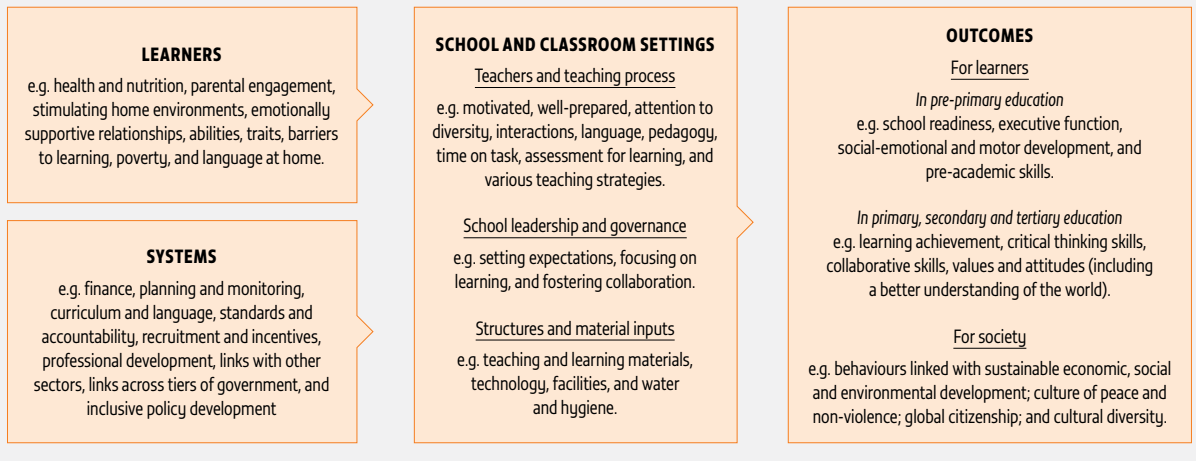 LEARNERS
e.g. health and nutrition, parental engagement,
stimulating home environments, emotionally
supportive relationships, abilities, traits, barriers
to learning, poverty, and language at home.
SYSTEMS
e.g. finance, planning and monitoring,
curriculum and language, standards and
accountability, recruitment and incentives,
professional development, links with other
sectors, links across tiers of government, and
inclusive policy development
SCHOOL AND CLASSROOM SETTINGS
Teachers and teaching process
e.g. motivated, well-prepared, attention to
diversity, interactions, language, pedagogy,
time on task, assessment for learning, and
various teaching strategies.
School leadership and governance
e.g. setting expectations, focusing on
learning, and fostering collaboration.
Structures and material inputs
e.g. teaching and learning materials,
technology, facilities, and water
and hygiene.
OUTCOMES
For learners
In pre-primary education
e.g. school readiness, executive function,
social-emotional and motor development, and
pre-academic skills.
In primary, secondary and tertiary education
e.g. learning achievement, critical thinking skills,
collaborative skills, values and attitudes (including
a better understanding of the world).
For society
e.g. behaviours linked with sustainable economic, social
and environmental development; culture of peace and
non-violence; global citizenship; and cultural diversity.